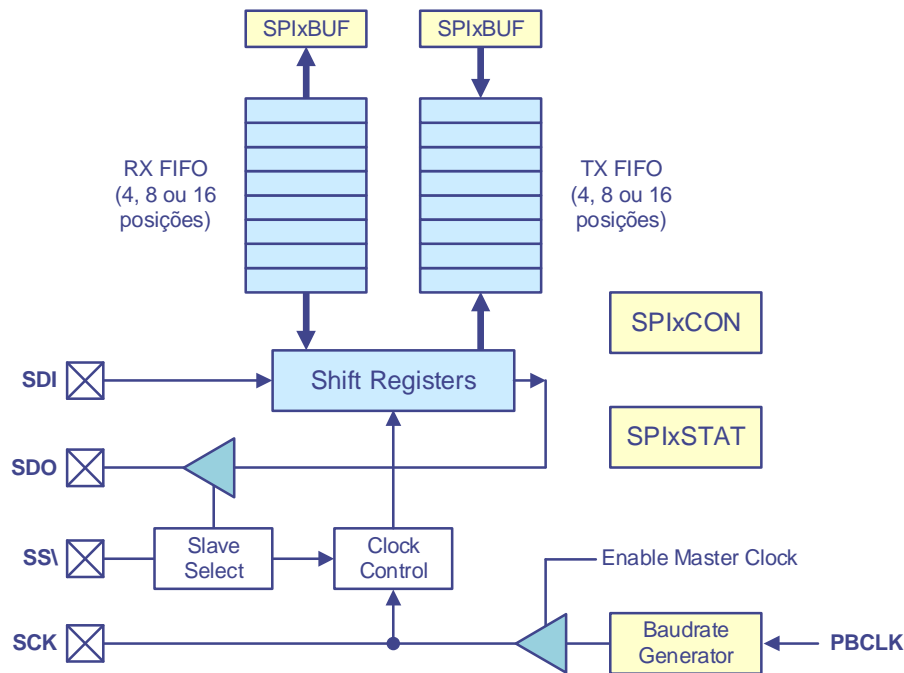 SPIxBUF
SPIxBUF
RX FIFO
(4, 8 ou 16
posições)
TX FIFO
(4, 8 ou 16
posições)
SPIxCON
SDI
Shift Registers
SPIxSTAT
SDO
SS\
Slave
Select
Clock
Control
Enable Master Clock
SCK
Baudrate
Generator
PBCLK